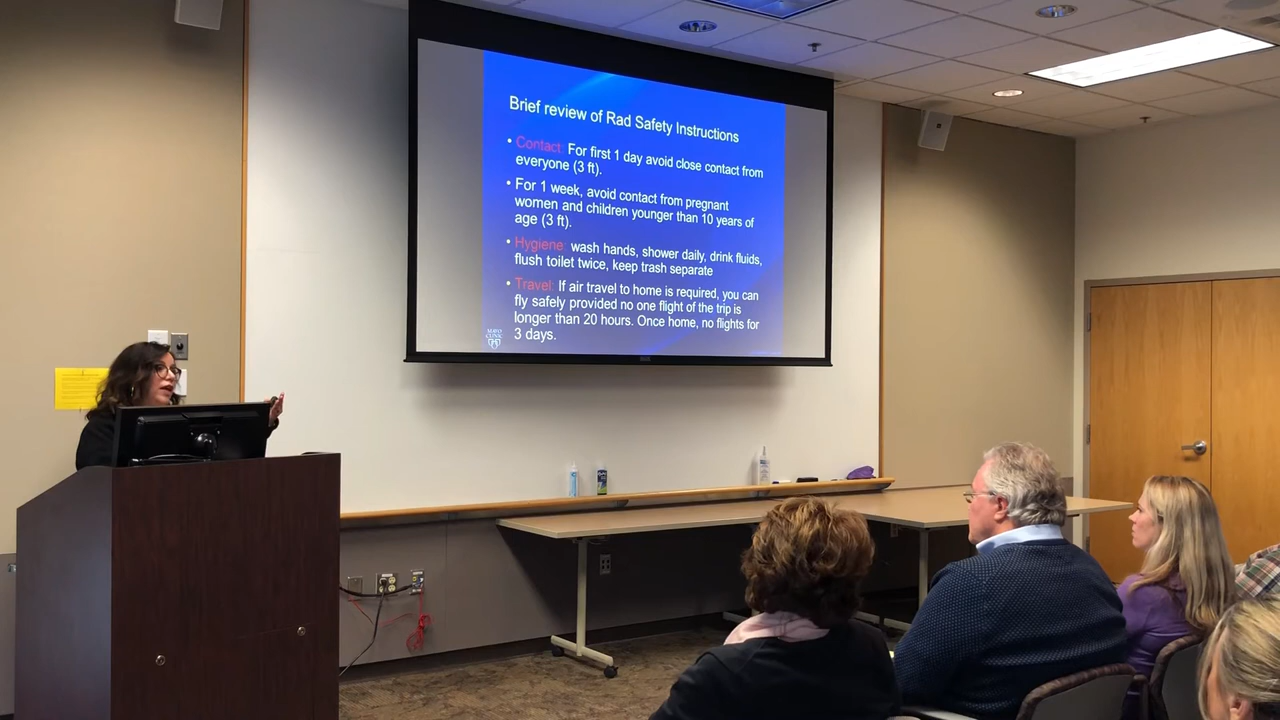 Brief review of Rad Safety Instructions
• Contact: For first 1 day avoid close contact from
everyone (3 ft).
• For 1 week, avoid contact from pregnant
women and children younger than 10 years of
age (3 ft).
• Hygiene: wash hands, shower daily, drink fluids,
flush toilet twice, keep trash separate
• Travel: If air travel to home is required, you can
fly safely provided no one flight of the trip is
longer than 20 hours. Once home, no flights for
3 days.
MAYO
CLINIC